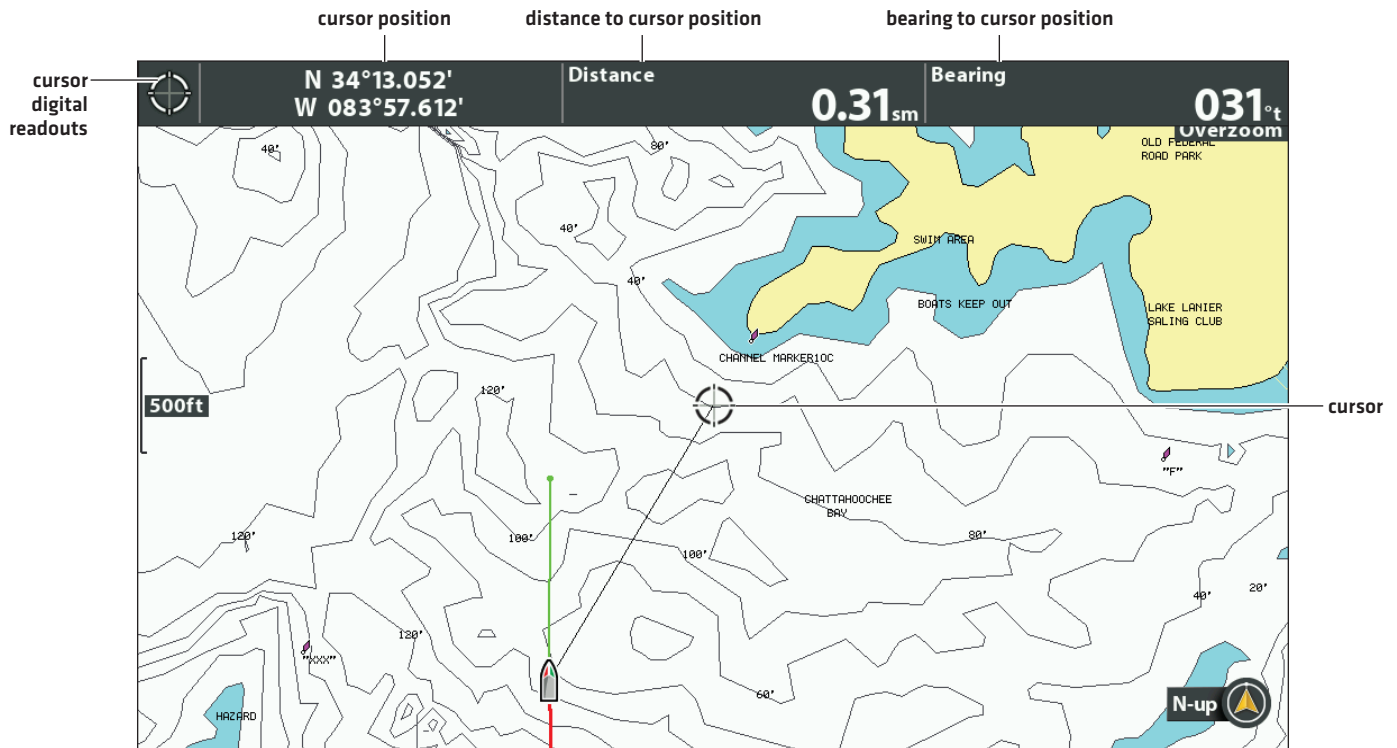 cursor position
distance to cursor position
bearing to cursor position
cursor
digital
readouts
N 34°13.052'
W 083°57.612'
Distance
0.31sm
Bearing
031°t
Overzoom
OLD FEDERAL
ROAD PARK
40'
80'
40'
SWIM AREA
40'
BOATS KEEP OUT
LAKE LANIER
SALING CLUB
CHANNEL MARKER1OC
120'
500ft
cursor
"F"
CHATTAHOOCHEE
BAY
120'
100'
80'
100'
20'
40'
120'
"XXX"
60'
N-up
HAZARD